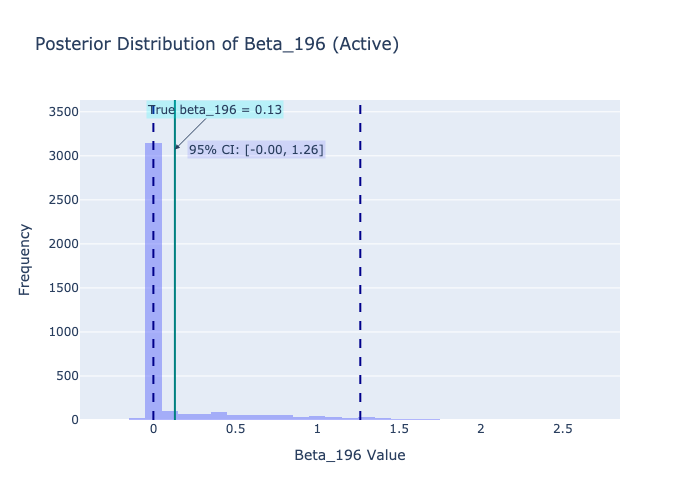 Posterior Distribution of Beta_196 (Active)
True beta_196 = 0.13
95% CI: [-0.00, 1.26]
3500
3000
2500
2000
1500
1000
500
0
Frequency
0
0.5
1
1.5
2
2.5
Beta_196 Value